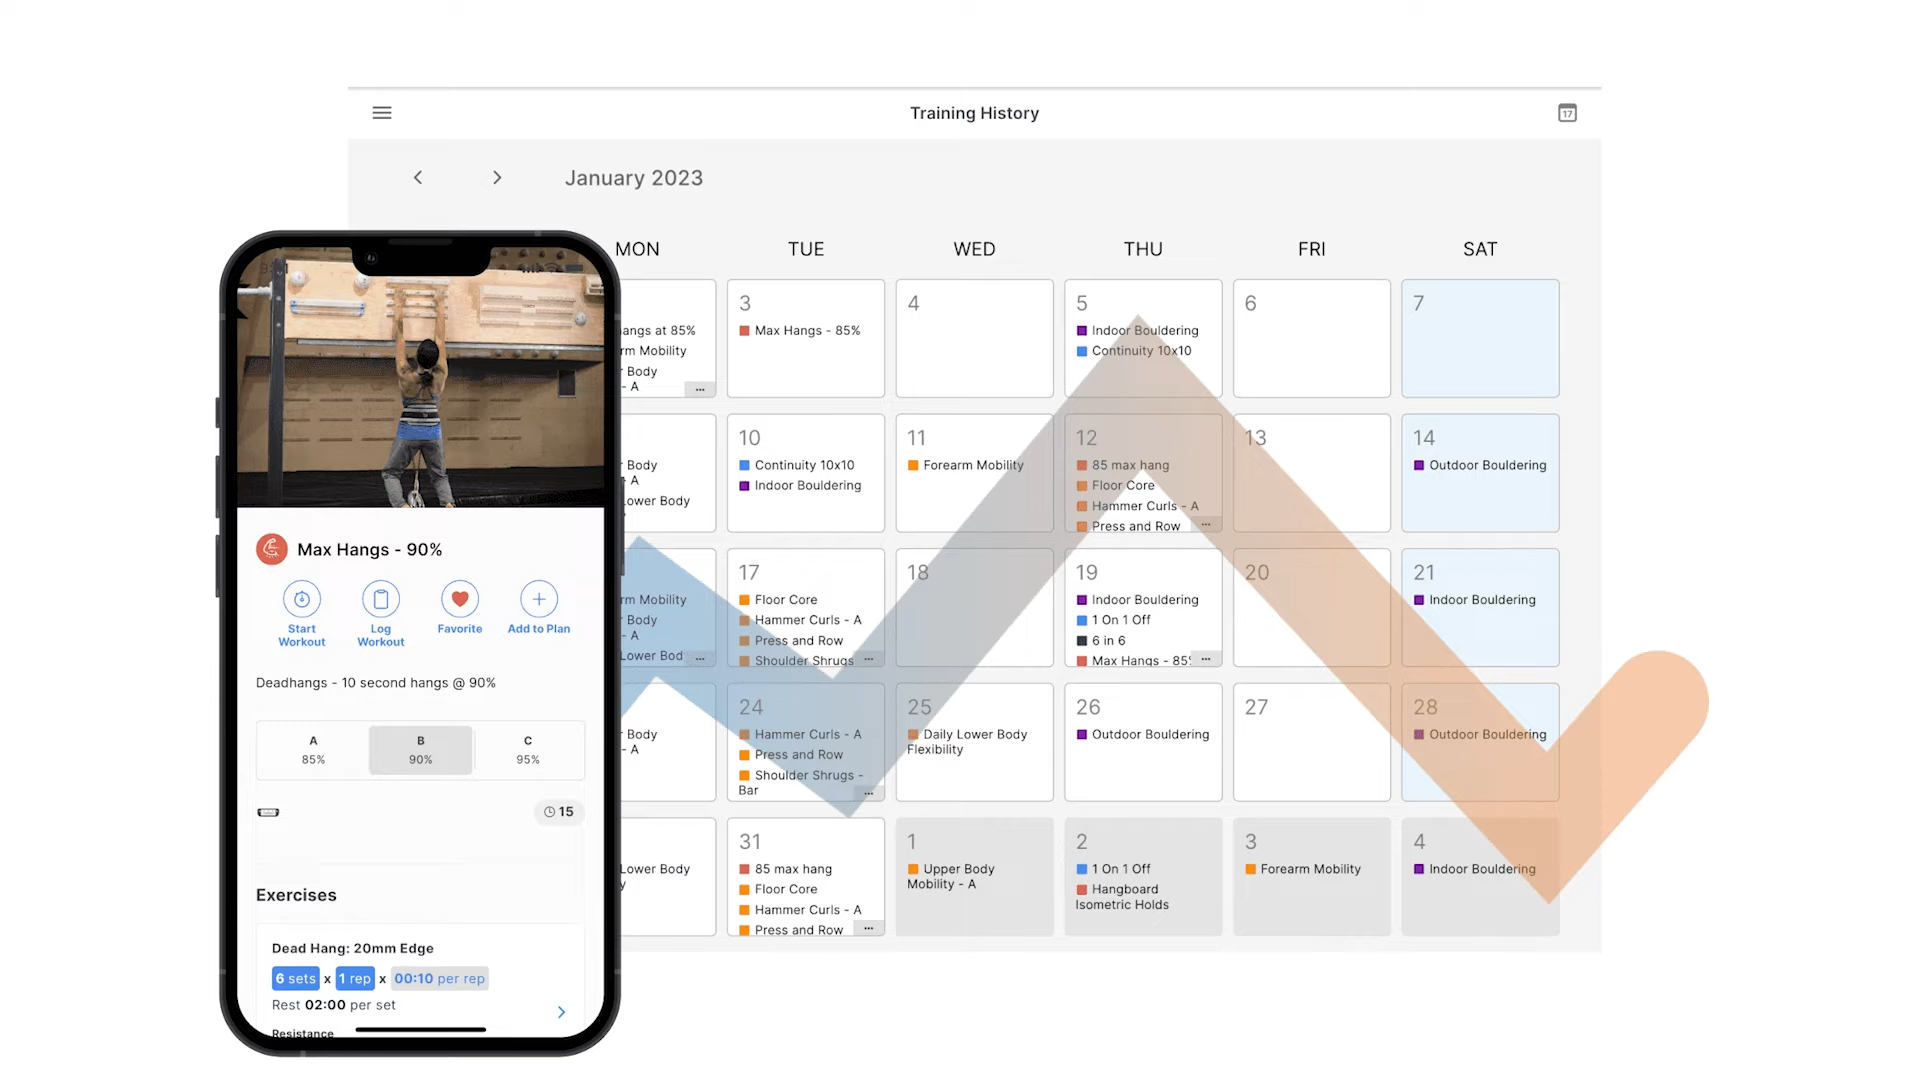 Training History
17
January 2023
MON TUE WED THU FRI SAT
3 4 5 6 7
angs at 85% Max Hangs - 85% Indoor Bouldering
rm Mobility Continuity 10x10
Body
- A ...
10 11 12 13 14
Body Continuity 10x10 Forearm Mobility 85 max hang Outdoor Bouldering
- A Indoor Bouldering Floor Core
Lower Body Hammer Curls - A
Press and Row ...
17 18 19 20 21
rm Mobility Floor Core Indoor Bouldering Indoor Bouldering
Body Hammer Curls - A 1 On 1 Off
- A Press and Row 6 in 6
Lower Bod ... Shoulder Shrugs ... Max Hangs - 85% ...
24 25 26 27 28
Body Hammer Curls - A Daily Lower Body Outdoor Bouldering Outdoor Bouldering
- A Press and Row Flexibility
Shoulder Shrugs -
Bar ...
31 1 2 3 4
Lower Body 85 max hang Upper Body 1 On 1 Off Forearm Mobility Indoor Bouldering
y Floor Core Mobility - A Hangboard
Hammer Curls - A Isometric Holds
Press and Row ...
Max Hangs - 90%
Start Workout
Log Workout
Favorite
Add to Plan
Deadhangs - 10 second hangs @ 90%
A B C
85% 90% 95%
15
Exercises
Dead Hang: 20mm Edge
6 sets x 1 rep x 00:10 per rep
Rest 02:00 per set
Resistance